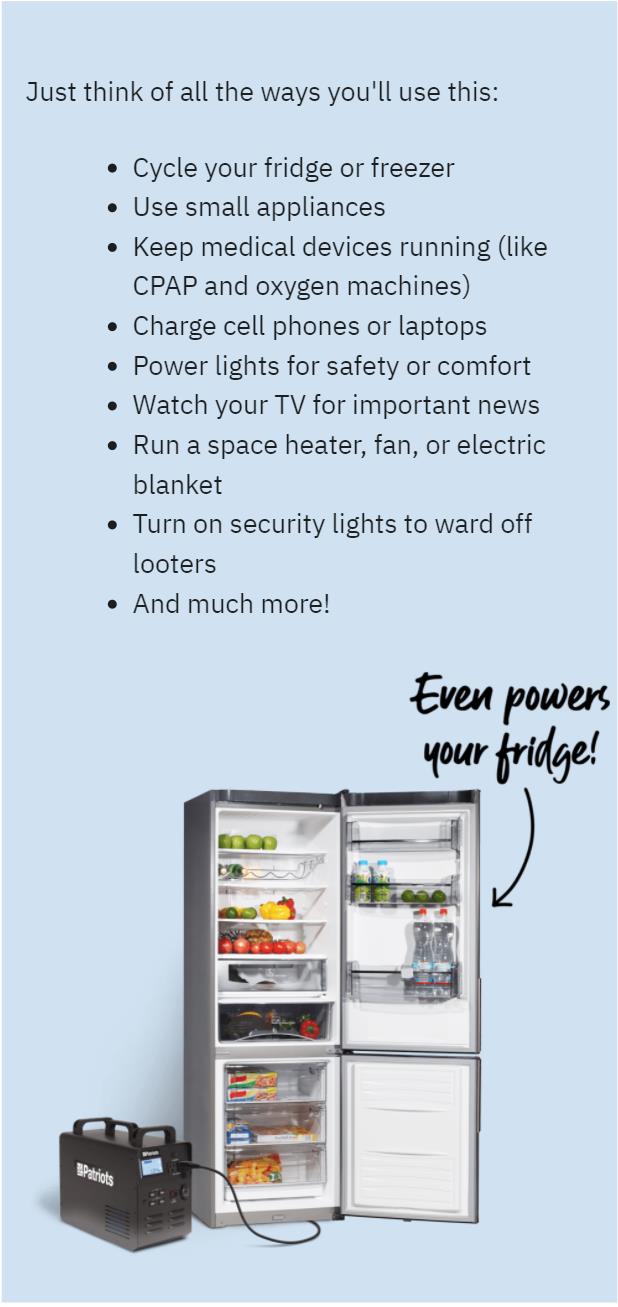 Just think of all the ways you'll use this:
• Cycle your fridge or freezer
• Use small appliances
• Keep medical devices running (like
CPAP and oxygen machines)
• Charge cell phones or laptops
• Power lights for safety or comfort
• Watch your TV for important news
• Run a space heater, fan, or electric
blanket
• Turn on security lights to ward off
looters
• And much more!
Even powers
your fridge!
Patriots